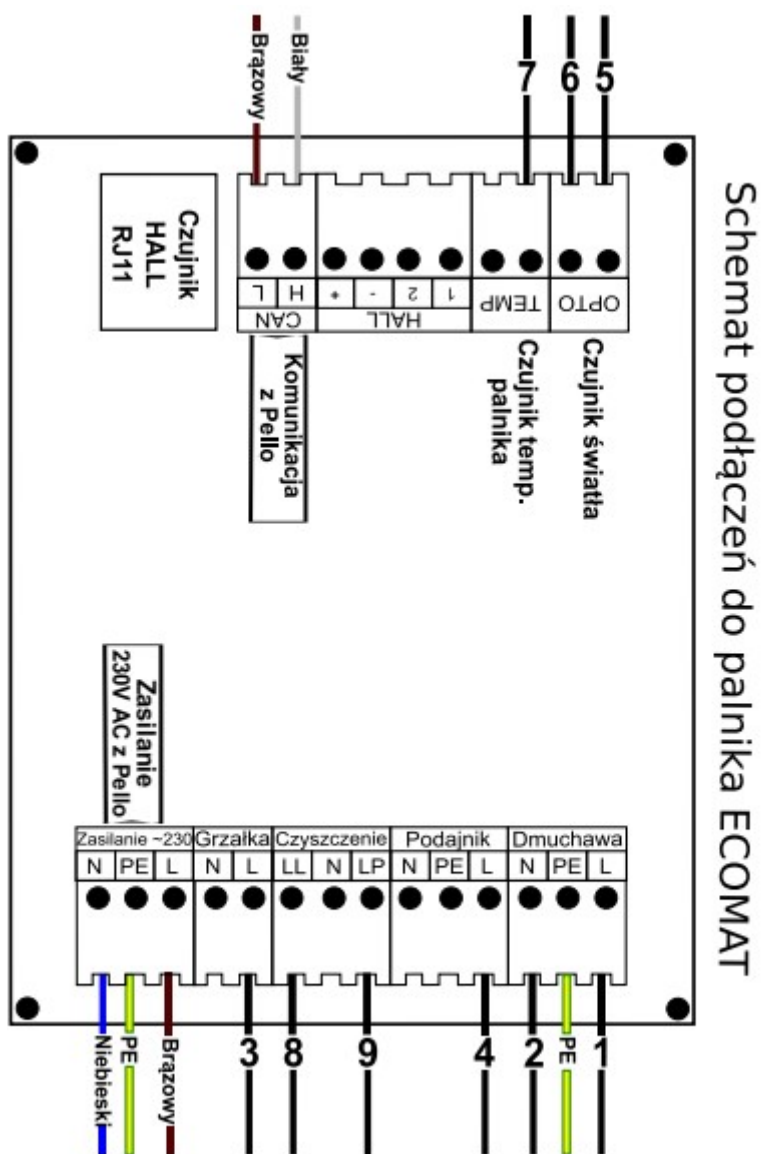 Schemat podłączeń do palnika ECOMAT
Brązowy
Biały
7
6
5
Czujnik
HALL
RJ11
L
H
+
-
2
1
CAN
HALL
TEMP
OPTO
Komunikacja
z Pello
Czujnik temp.
palnika
Czujnik światła
Zasilanie
230V AC z Pello
Zasilanie ~230
Grzałka
Czyszczenie
Podajnik
Dmuchawa
N
PE
L
N
L
LL
N
LP
N
PE
L
N
PE
L
Niebieski
PE
Brązowy
3
8
9
4
2
PE
1